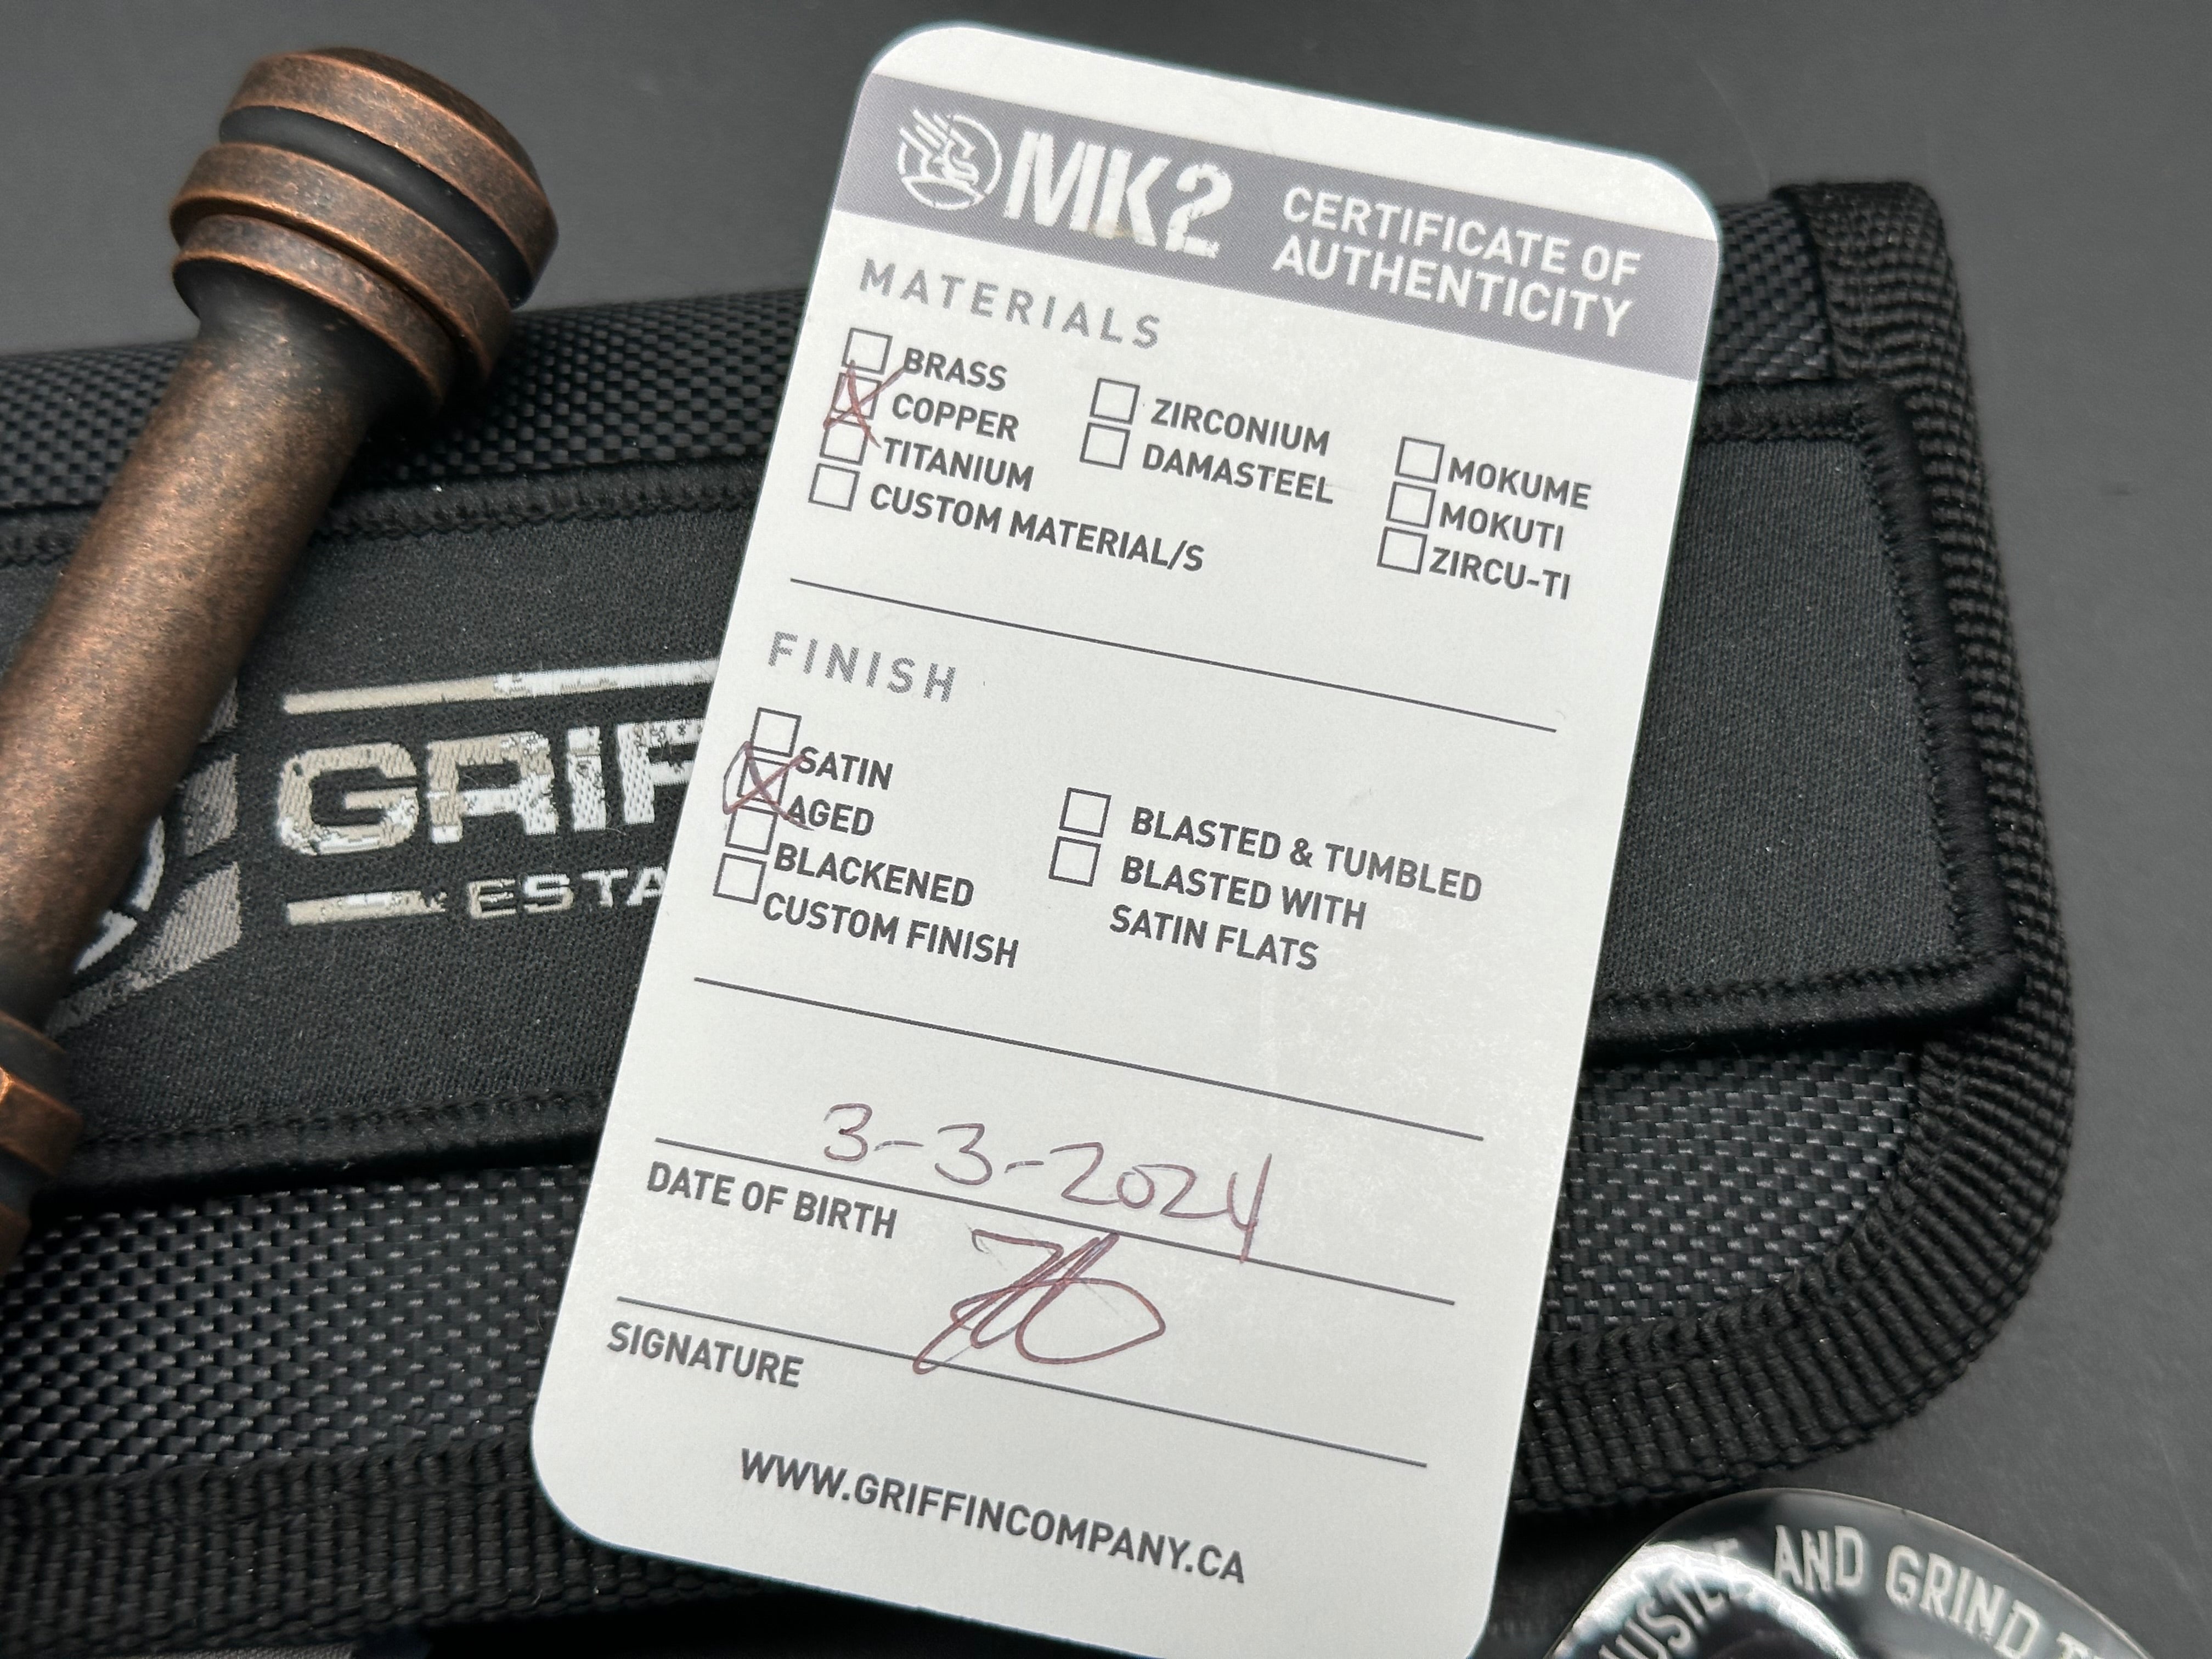 MK2 CERTIFICATE OF
AUTHENTICITY
MATERIALS
BRASS
COPPER
TITANIUM
CUSTOM MATERIAL/S
ZIRCONIUM
DAMASTEEL
MOKUME
MOKUTI
ZIRCU-TI
FINISH
SATIN
AGED
BLACKENED
CUSTOM FINISH
BLASTED & TUMBLED
BLASTED WITH
SATIN FLATS
3-3-2024
DATE OF BIRTH
SIGNATURE
WWW.GRIFFINCOMPANY.CA
GRIF
ESTA
AND GRIND